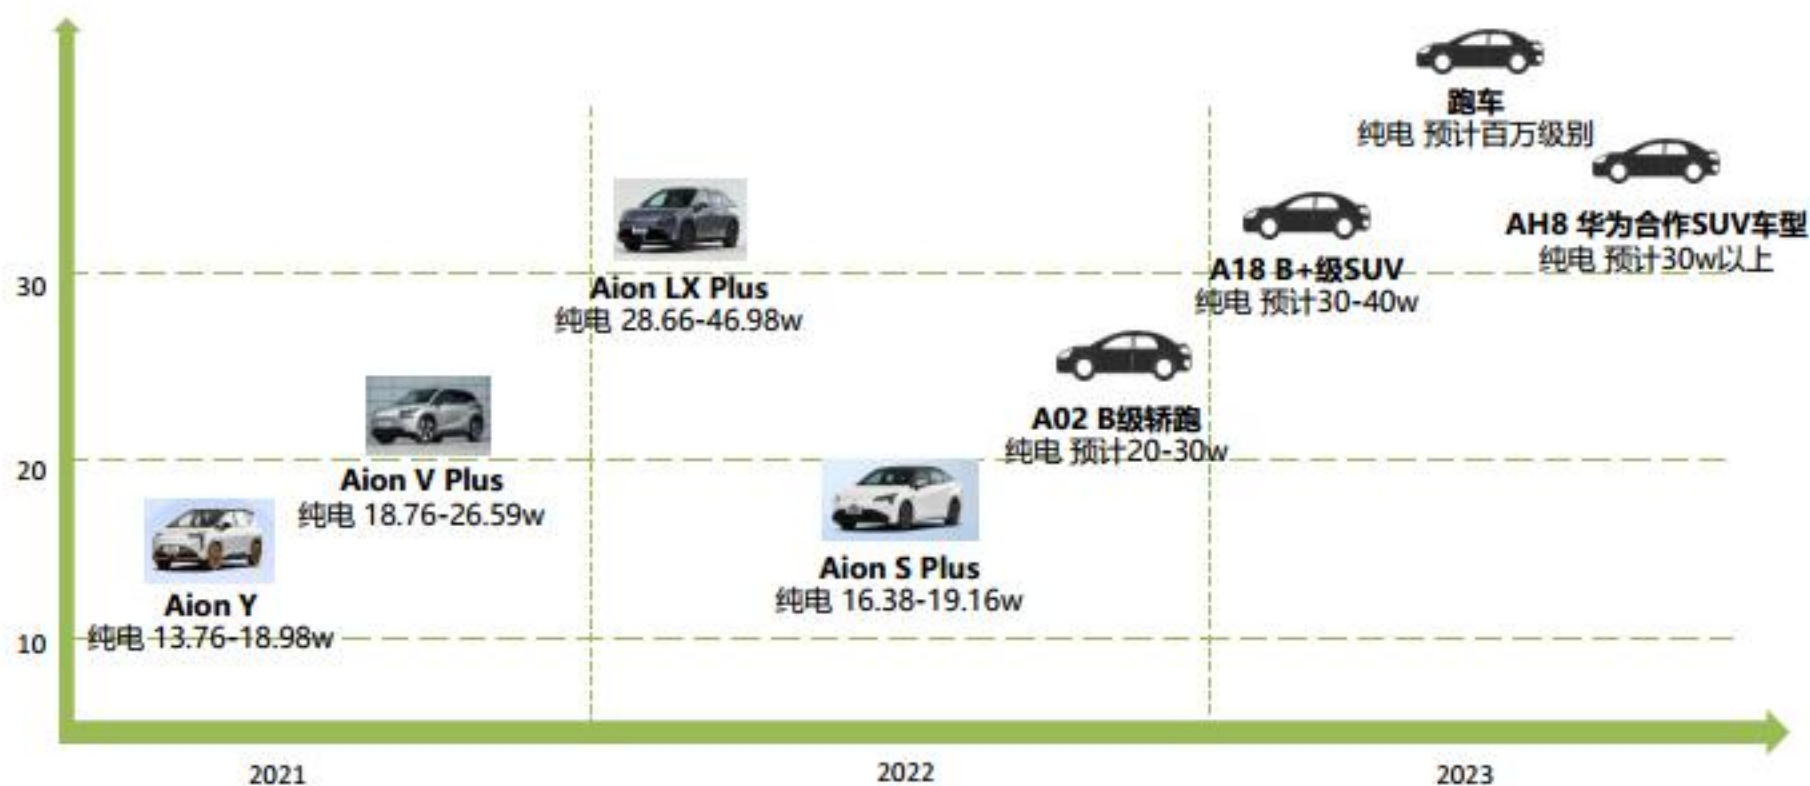 跑车
纯电 预计百万级别
AH8 华为合作SUV车型
纯电 预计30w以上
A18 B+级SUV
纯电 预计30-40w
30
Aion LX Plus
纯电 28.66-46.98w
A02 B级轿跑
纯电 预计20-30w
20
Aion V Plus
纯电 18.76-26.59w
Aion S Plus
纯电 16.38-19.16w
Aion Y
纯电 13.76-18.98w
10
2021
2022
2023